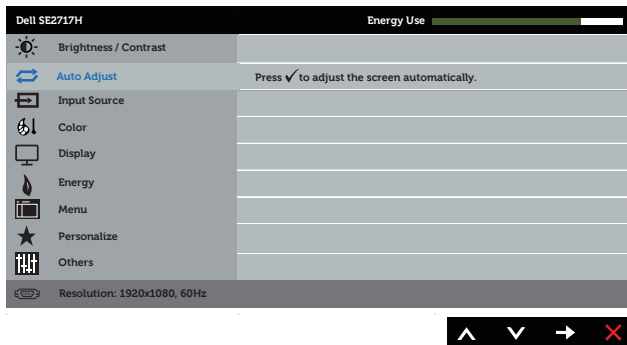 Dell SE2717H Energy Use
Brightness / Contrast
Auto Adjust Press ✓ to adjust the screen automatically.
Input Source
Color
Display
Energy
Menu
Personalize
Others
Resolution: 1920x1080, 60Hz